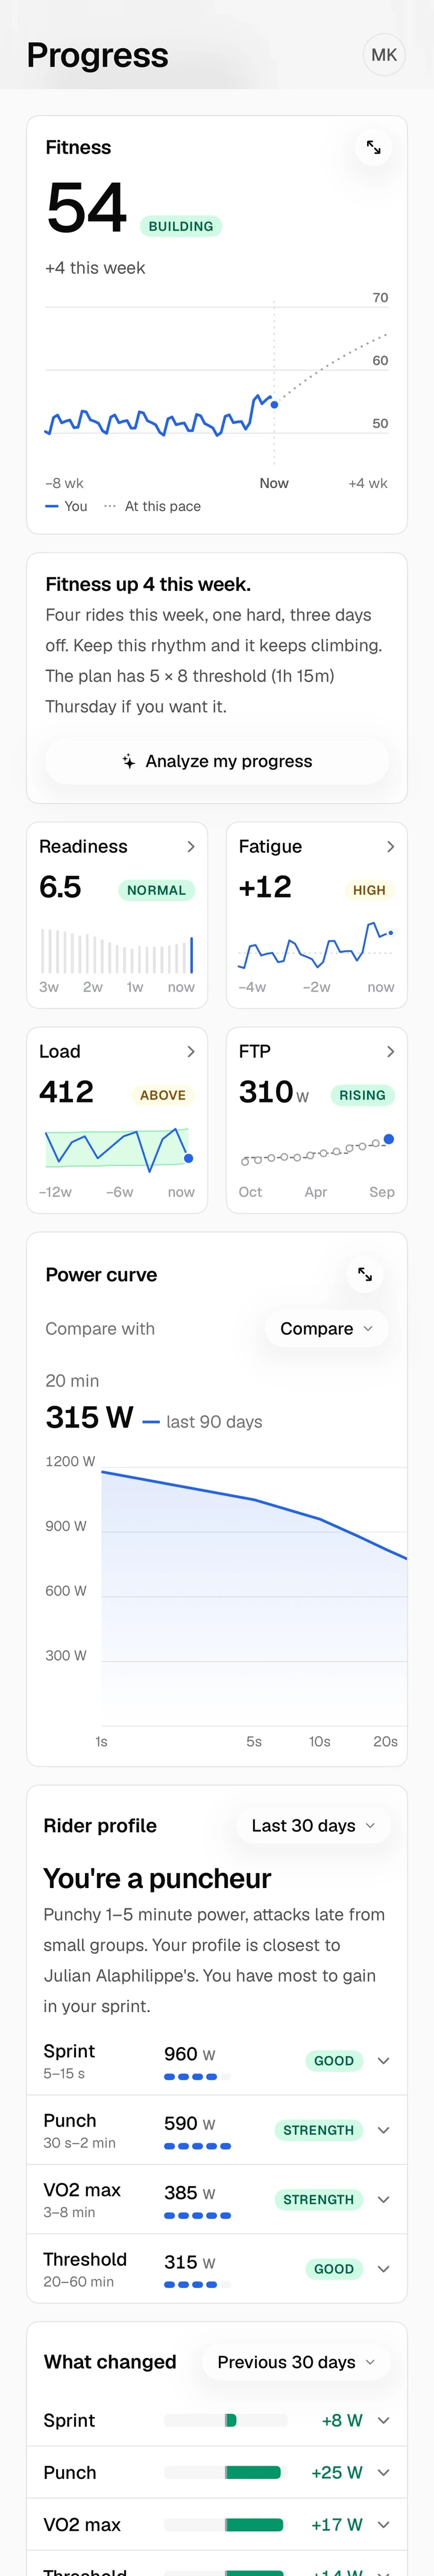 Progress
MK
Fitness
54 BUILDING
+4 this week
70
60
50
−8 wk Now +4 wk
You At this pace
Fitness up 4 this week.
Four rides this week, one hard, three days
off. Keep this rhythm and it keeps climbing.
The plan has 5 × 8 threshold (1h 15m)
Thursday if you want it.
Analyze my progress
Readiness
6.5 NORMAL
3w 2w 1w now
Fatigue
+12 HIGH
−4w −2w now
Load
412 ABOVE
−12w −6w now
FTP
310 W RISING
Oct Apr Sep
Power curve
Compare with Compare
20 min
315 W last 90 days
1200 W
900 W
600 W
300 W
1s 5s 10s 20s
Rider profile Last 30 days
You're a puncheur
Punchy 1–5 minute power, attacks late from
small groups. Your profile is closest to
Julian Alaphilippe's. You have most to gain
in your sprint.
Sprint 960 W GOOD
5–15 s
Punch 590 W STRENGTH
30 s–2 min
VO2 max 385 W STRENGTH
3–8 min
Threshold 315 W GOOD
20–60 min
What changed Previous 30 days
Sprint +8 W
Punch +25 W
VO2 max +17 W
Threshold +14 W